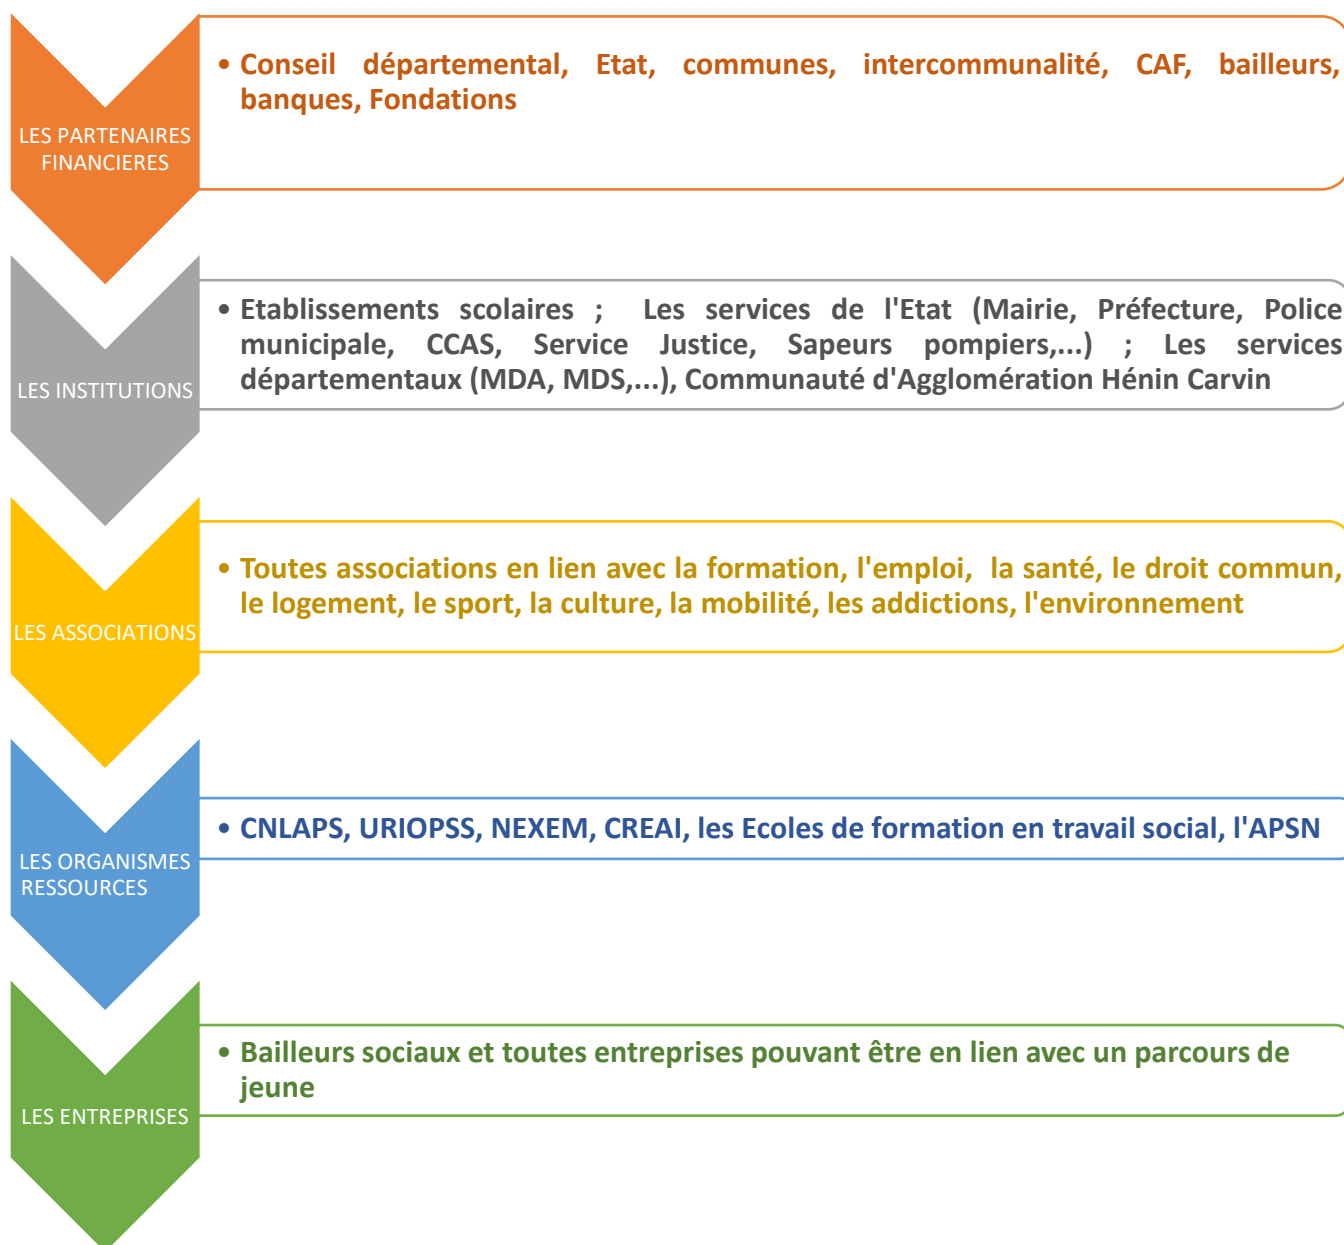 LES PARTENAIRES
FINANCIERES
• Conseil départemental, Etat, communes, intercommunalité, CAF, bailleurs,
banques, Fondations
LES INSTITUTIONS
• Etablissements scolaires ; Les services de l'Etat (Mairie, Préfecture, Police
municipale, CCAS, Service Justice, Sapeurs pompiers,...) ; Les services
départementaux (MDA, MDS,...), Communauté d'Agglomération Hénin Carvin
LES ASSOCIATIONS
• Toutes associations en lien avec la formation, l'emploi, la santé, le droit commun,
le logement, le sport, la culture, la mobilité, les addictions, l'environnement
LES ORGANISMES
RESSOURCES
• CNLAPS, URIOPSS, NEXEM, CREAI, les Ecoles de formation en travail social, l'APSN
LES ENTREPRISES
• Bailleurs sociaux et toutes entreprises pouvant être en lien avec un parcours de
jeune